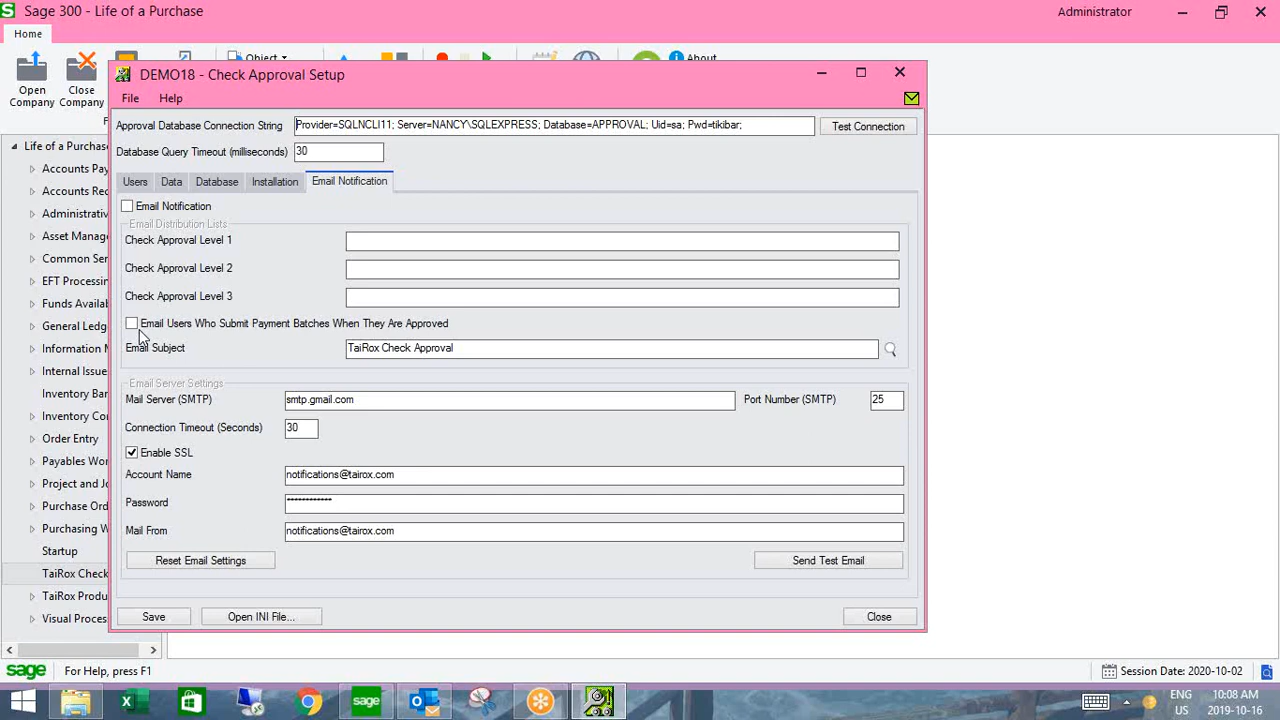 Sage 300 - Life of a Purchase
Administrator
Home
Open Company
Close Company
Object
About
DEMO18 - Check Approval Setup
File Help
Approval Database Connection String Provider=SQLNCLI11; Server=NANCY\SQLEXPRESS; Database=APPROVAL; Uid=sa; Pwd=tikibar; Test Connection
Database Query Timeout (milliseconds) 30
Users Data Database Installation Email Notification
Email Notification
Email Distribution Lists
Check Approval Level 1
Check Approval Level 2
Check Approval Level 3
Email Users Who Submit Payment Batches When They Are Approved
Email Subject TaiRox Check Approval
Email Server Settings
Mail Server (SMTP) smtp.gmail.com Port Number (SMTP) 25
Connection Timeout (Seconds) 30
Enable SSL
Account Name notifications@tairox.com
Password ************
Mail From notifications@tairox.com
Reset Email Settings Send Test Email
Save Open INI File... Close
Life of a Purchase
Accounts Pay
Accounts Rec
Administrativ
Asset Manag
Common Ser
EFT Processin
Funds Availab
General Ledg
Information M
Internal Issue
Inventory Bar
Inventory Con
Order Entry
Payables Wor
Project and Jo
Purchase Ord
Purchasing W
Startup
TaiRox Check
TaiRox Produ
Visual Proces
sage For Help, press F1 Session Date: 2020-10-02
ENG US
10:08 AM
2019-10-16